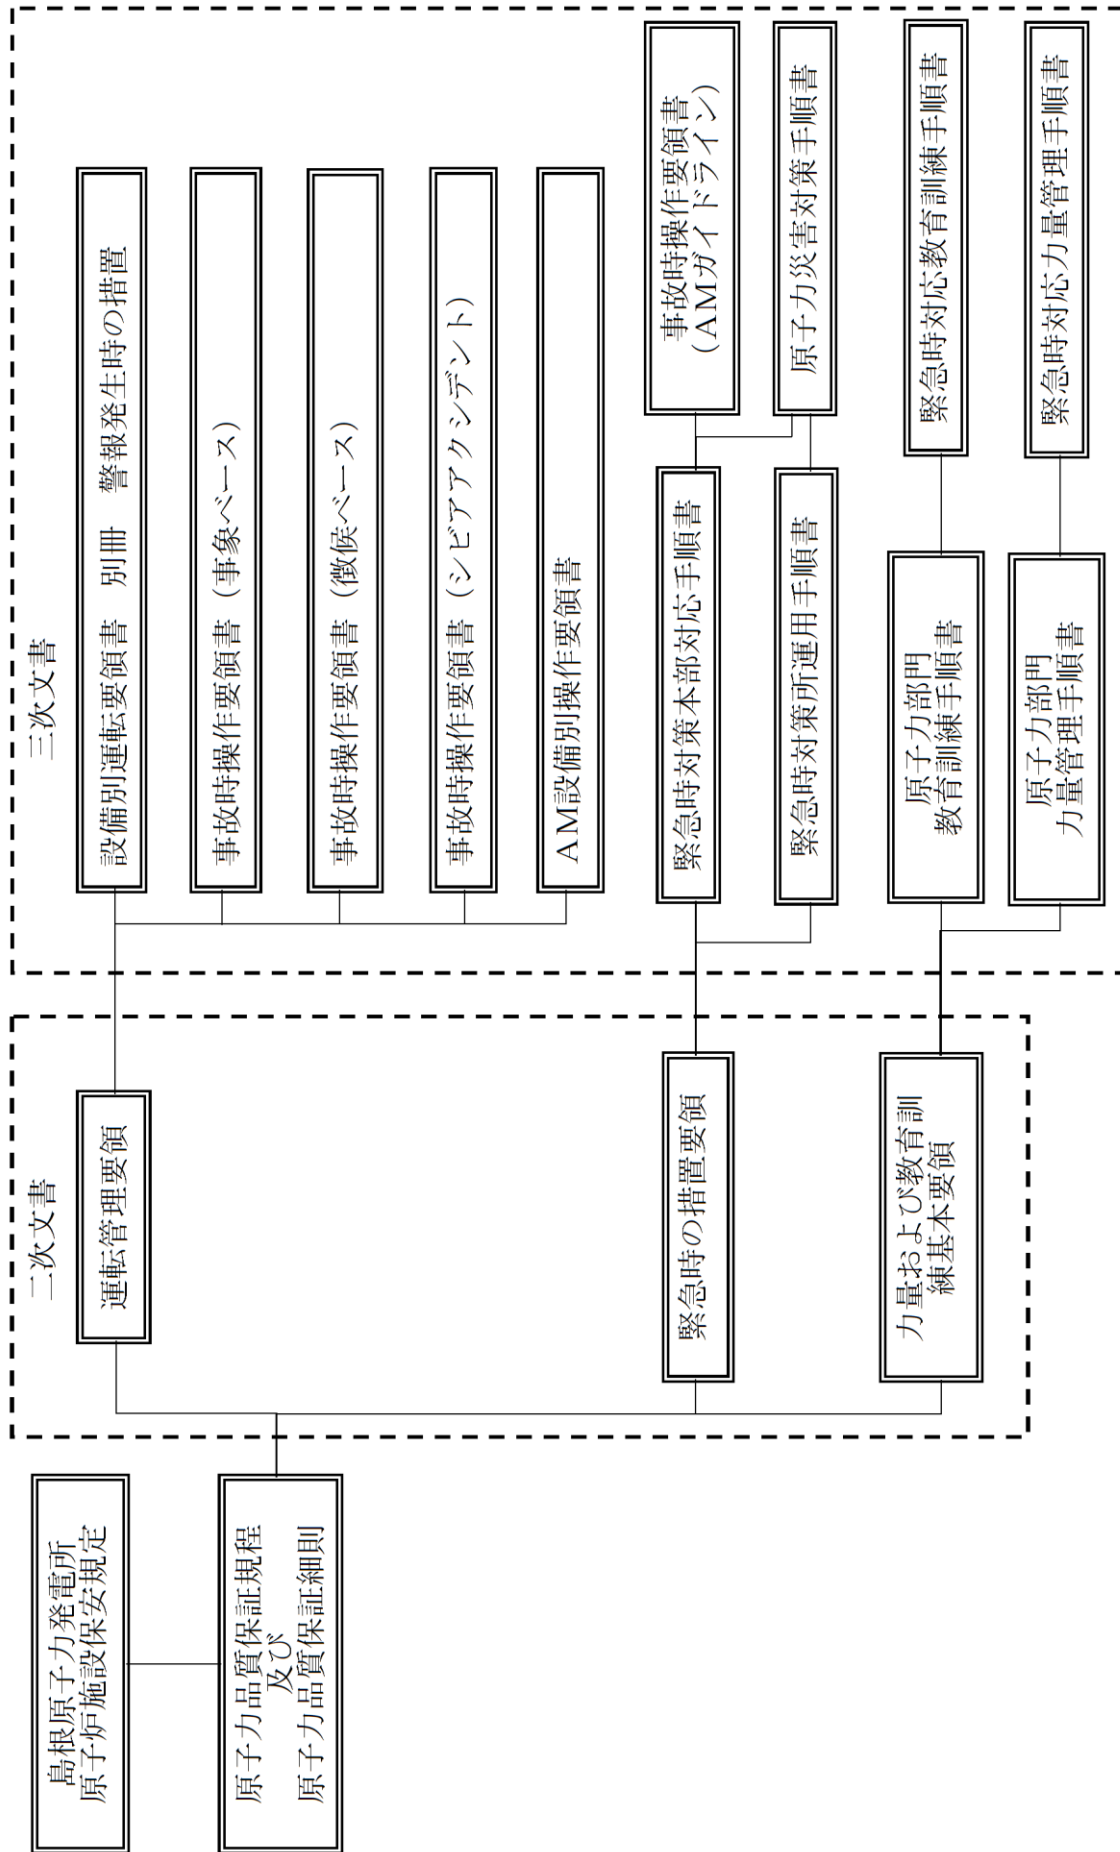 島根原子力発電所
原子炉施設保安規定
原子力品質保証規程
及び
原子力品質保証細則
二次文書
運転管理要領
緊急時の措置要領
力量および教育訓
練基本要領
三次文書
設備別運転要領書　別冊　警報発生時の措置
事故時操作要領書（事象ベース）
事故時操作要領書（徴候ベース）
事故時操作要領書（シビアアクシデント）
AM設備別操作要領書
緊急時対策本部対応手順書
事故時操作要領書
（AMガイドライン）
緊急時対策所運用手順書
原子力災害対策手順書
原子力部門
教育訓練手順書
緊急時対応教育訓練手順書
原子力部門
力量管理手順書
緊急時対応力量管理手順書